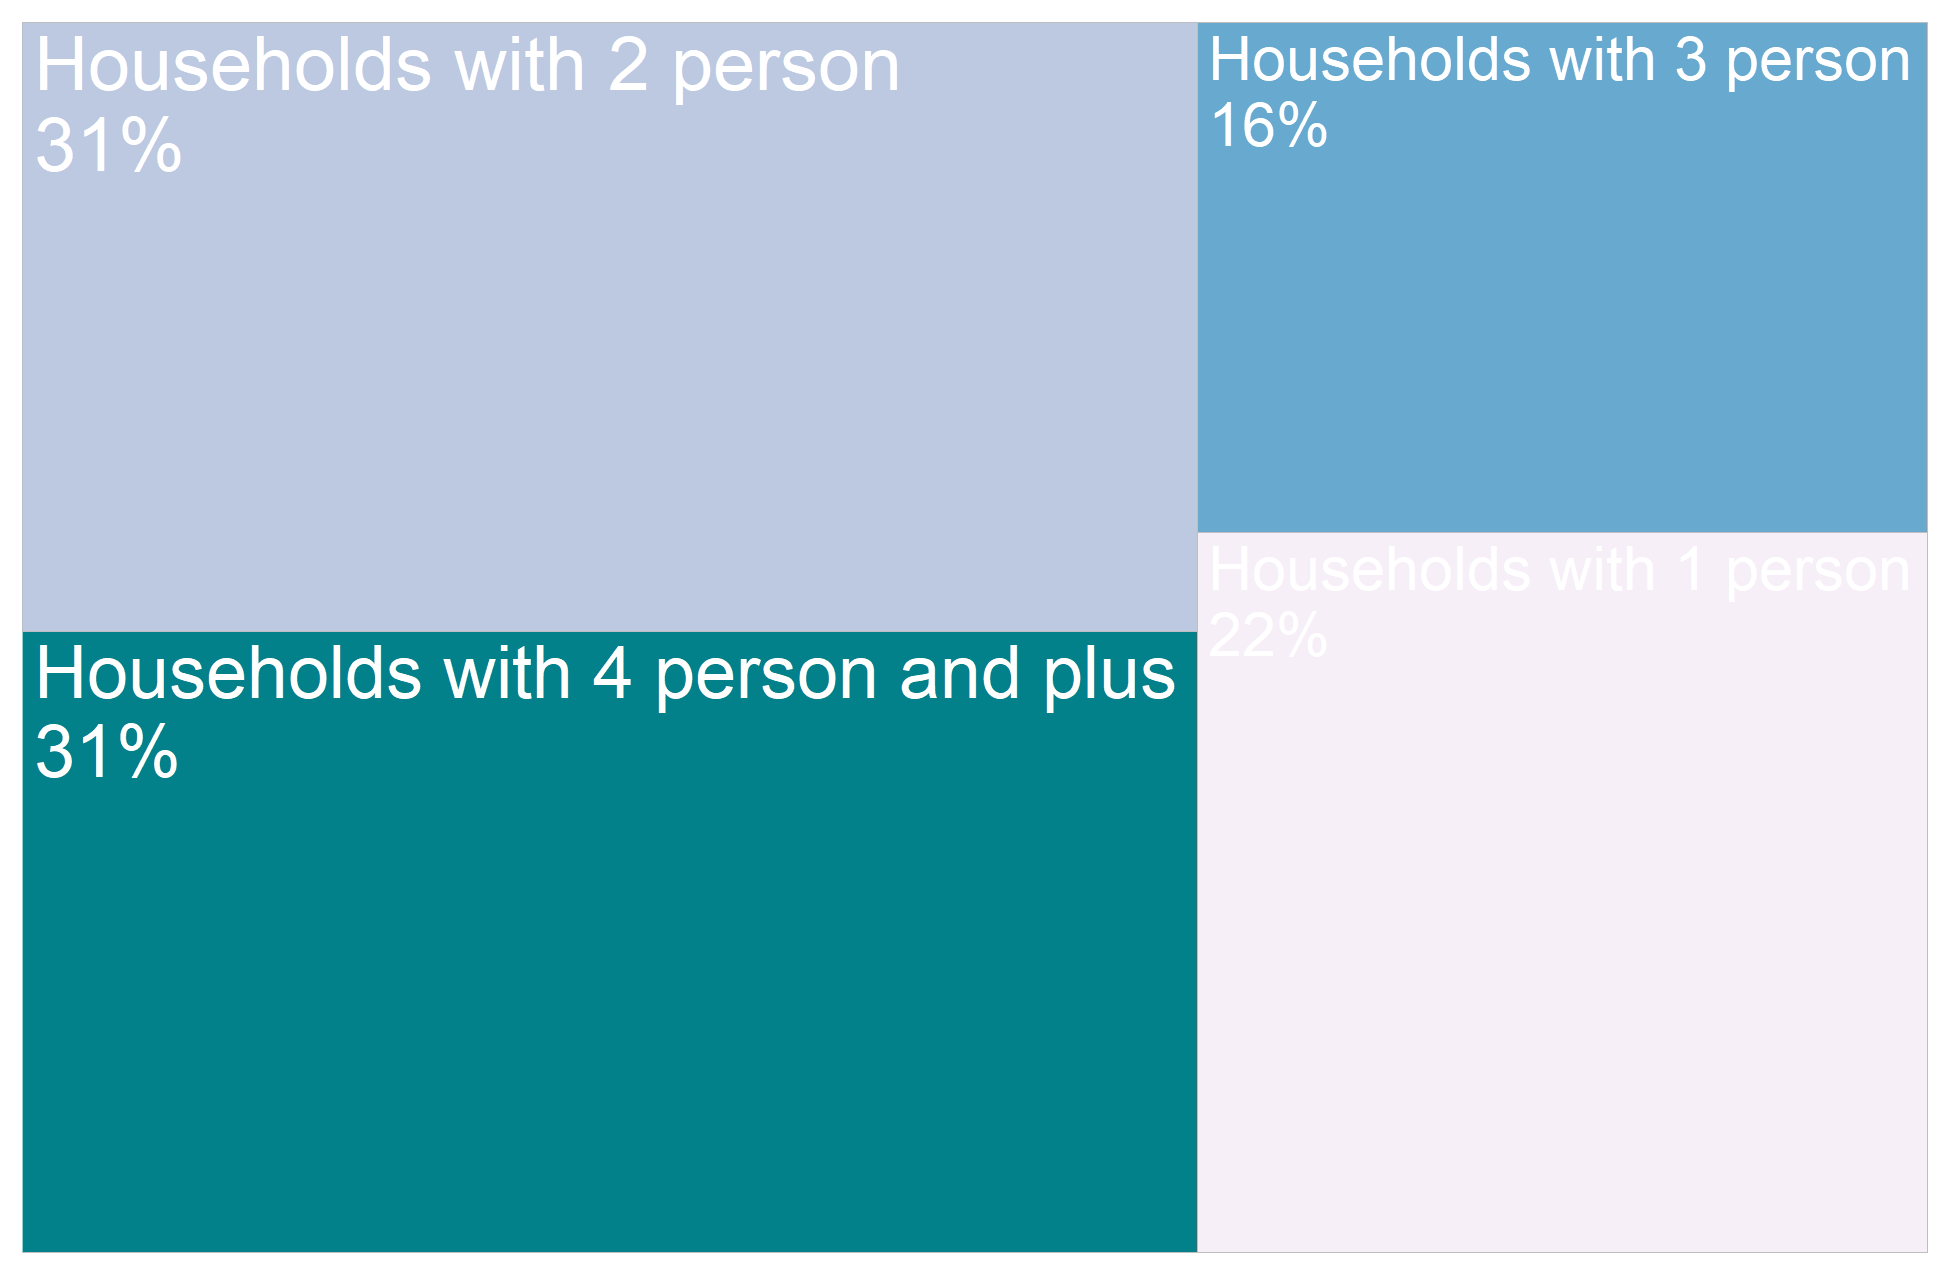 Households with 2 person
31%
Households with 3 person
16%
Households with 4 person and plus
31%
Households with 1 person
22%